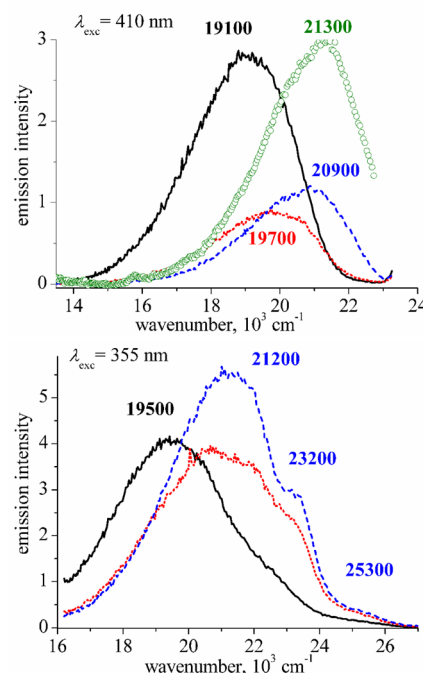 λexc = 410 nm
19100
21300
20900
19700
emission intensity
3
2
1
0
14 16 18 20 22 24
wavenumber, 10³ cm⁻¹
λexc = 355 nm
21200
19500
23200
25300
emission intensity
6
5
4
3
2
1
0
16 18 20 22 24 26
wavenumber, 10³ cm⁻¹